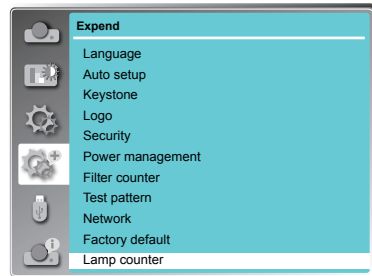 Expend
Language
Auto setup
Keystone
Logo
Security
Power management
Filter counter
Test pattern
Network
Factory default
Lamp counter